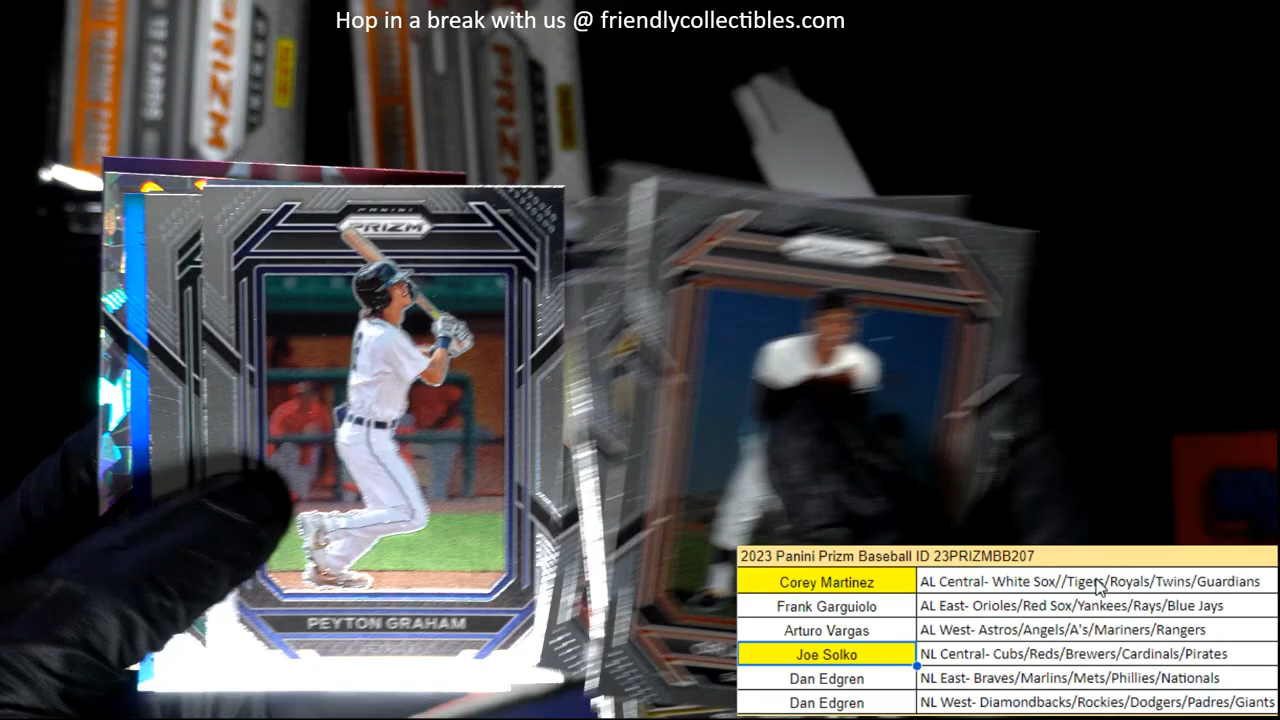 Hop in a break with us @ friendlycollectibles.com
PRIZM
PRIZM
PANINI
PRIZM
PEYTON GRAHAM
2023 Panini Prizm Baseball ID 23PRIZMBB207
Corey Martinez AL Central- White Sox//Tigers/Royals/Twins/Guardians
Frank Garguiolo AL East- Orioles/Red Sox/Yankees/Rays/Blue Jays
Arturo Vargas AL West- Astros/Angels/A's/Mariners/Rangers
Joe Solko NL Central- Cubs/Reds/Brewers/Cardinals/Pirates
Dan Edgren NL East- Braves/Marlins/Mets/Phillies/Nationals
Dan Edgren NL West- Diamondbacks/Rockies/Dodgers/Padres/Giants